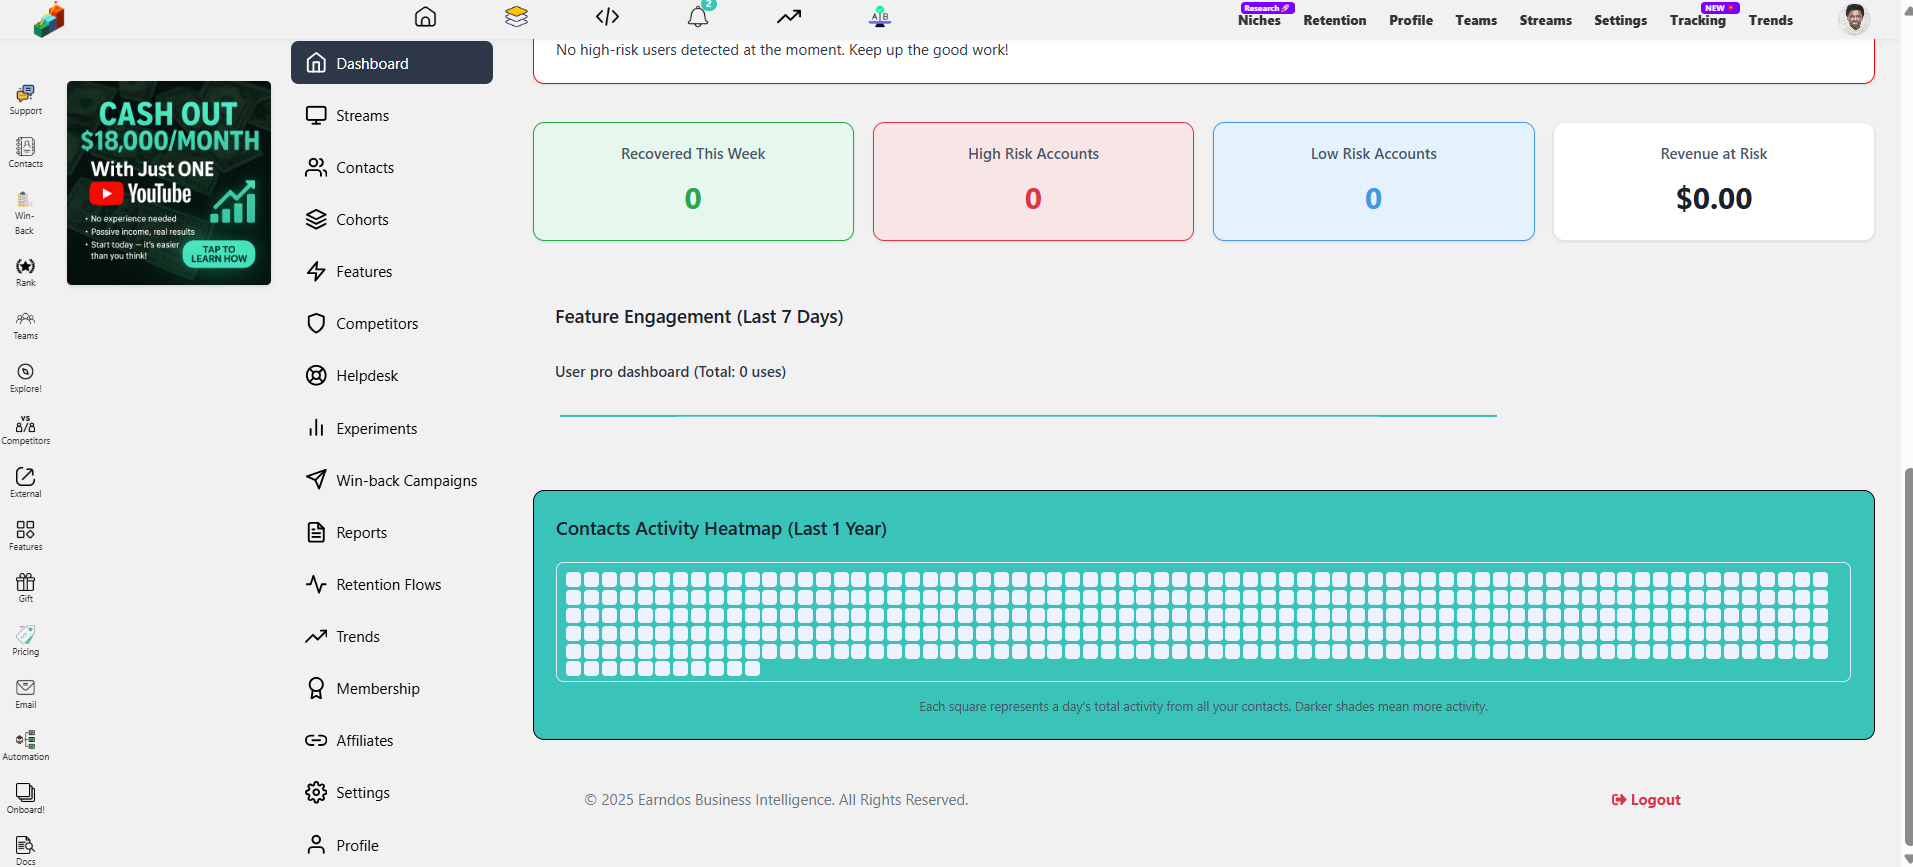 2
A|B
Research 🚀
NEW
Niches
Retention
Profile
Teams
Streams
Settings
Tracking
Trends
Support
Contacts
Win-
Back
Rank
Teams
Explore!
VS
Competitors
External
Features
Gift
Pricing
Email
Automation
Onboard!
Docs
CASH OUT
$18,000/MONTH
With Just ONE
YouTube
• No experience needed
• Passive income, real results
• Start today — it's easier
than you think!
TAP TO
LEARN HOW
Dashboard
Streams
Contacts
Cohorts
Features
Competitors
Helpdesk
Experiments
Win-back Campaigns
Reports
Retention Flows
Trends
Membership
Affiliates
Settings
Profile
No high-risk users detected at the moment. Keep up the good work!
Recovered This Week
0
High Risk Accounts
0
Low Risk Accounts
0
Revenue at Risk
$0.00
Feature Engagement (Last 7 Days)
User pro dashboard (Total: 0 uses)
Contacts Activity Heatmap (Last 1 Year)
Each square represents a day's total activity from all your contacts. Darker shades mean more activity.
© 2025 Earndos Business Intelligence. All Rights Reserved.
Logout